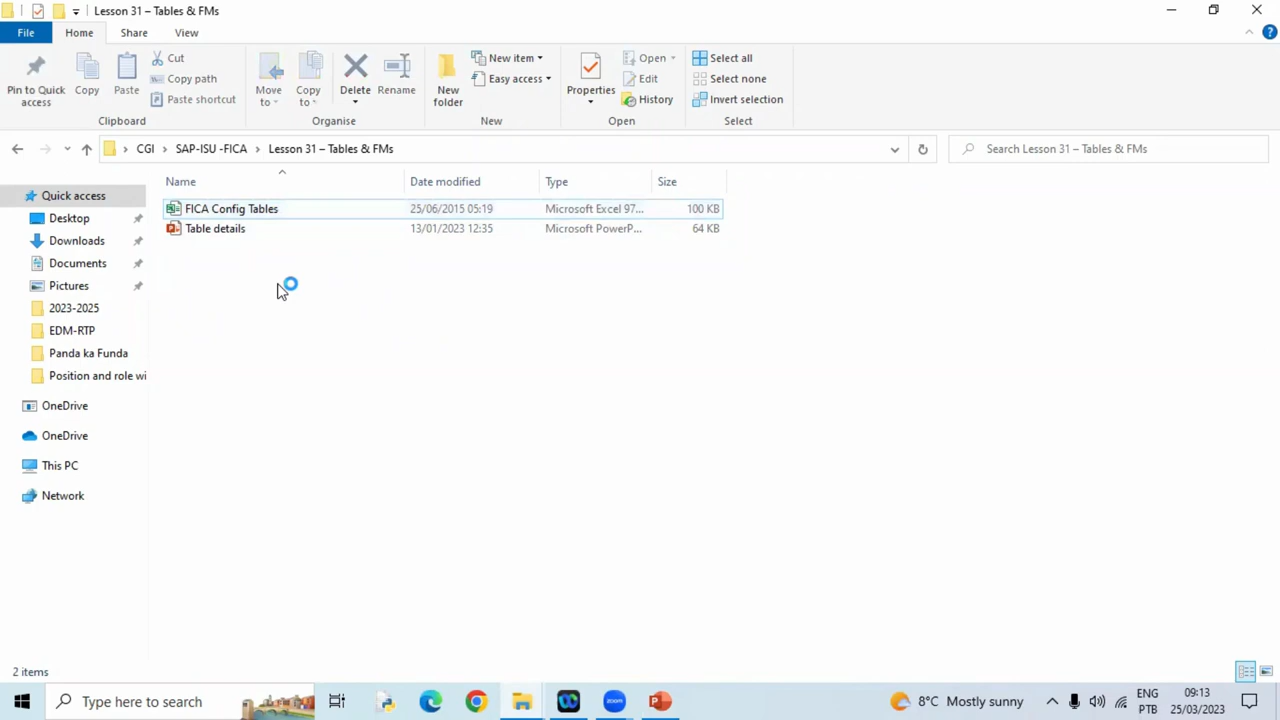 Lesson 31 – Tables & FMs
File Home Share View
Pin to Quick access
Copy
Paste
Cut
Copy path
Paste shortcut
Clipboard
Move to
Copy to
Delete
Rename
Organise
New folder
New item
Easy access
New
Properties
Open
Edit
History
Open
Select all
Select none
Invert selection
Select
CGI > SAP-ISU -FICA > Lesson 31 – Tables & FMs
Search Lesson 31 – Tables & FMs
Name Date modified Type Size
FICA Config Tables 25/06/2015 05:19 Microsoft Excel 97... 100 KB
Table details 13/01/2023 12:35 Microsoft PowerP... 64 KB
Quick access
Desktop
Downloads
Documents
Pictures
2023-2025
EDM-RTP
Panda ka Funda
Position and role wi
OneDrive
OneDrive
This PC
Network
2 items
Type here to search
zoom
8°C Mostly sunny
ENG
PTB
09:13
25/03/2023